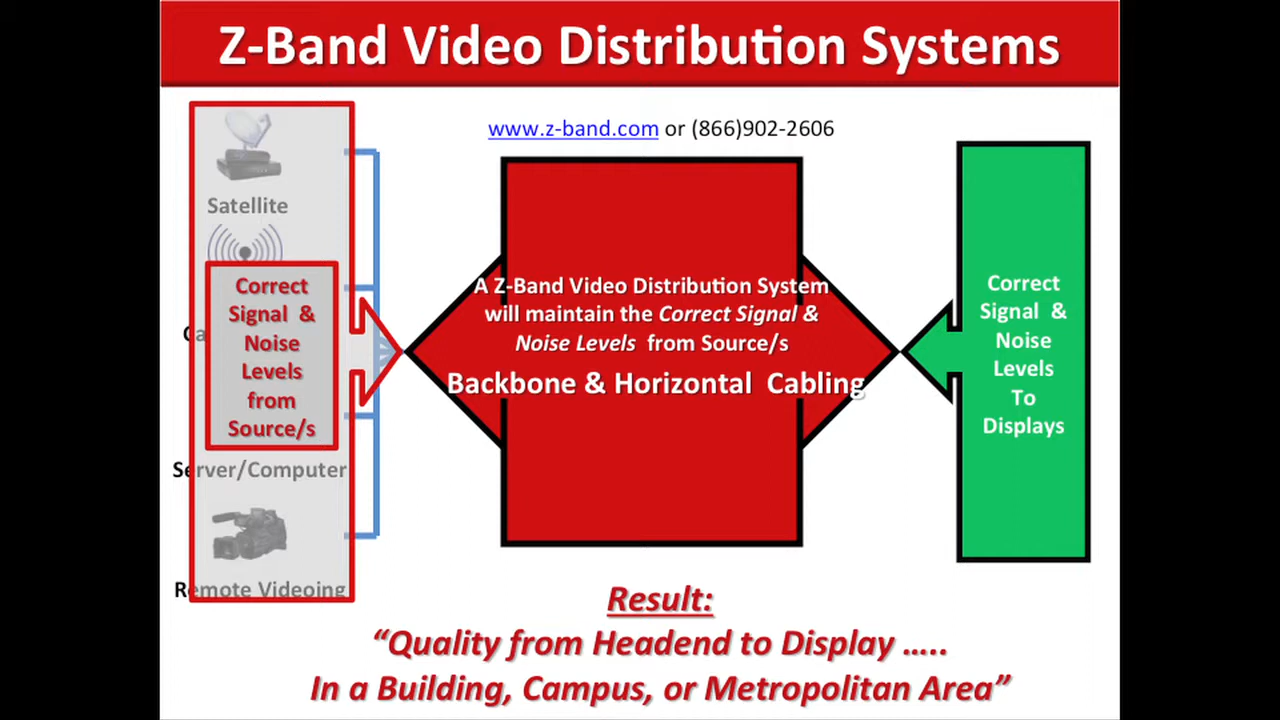 Z-Band Video Distribution Systems
www.z-band.com or (866)902-2606
Satellite
Correct
Signal &
Noise
Levels
from
Source/s
Server/Computer
Remote Videoing
A Z-Band Video Distribution System
will maintain the Correct Signal &
Noise Levels from Source/s
Backbone & Horizontal Cabling
Correct
Signal &
Noise
Levels
To
Displays
Result:
“Quality from Headend to Display …..
In a Building, Campus, or Metropolitan Area”